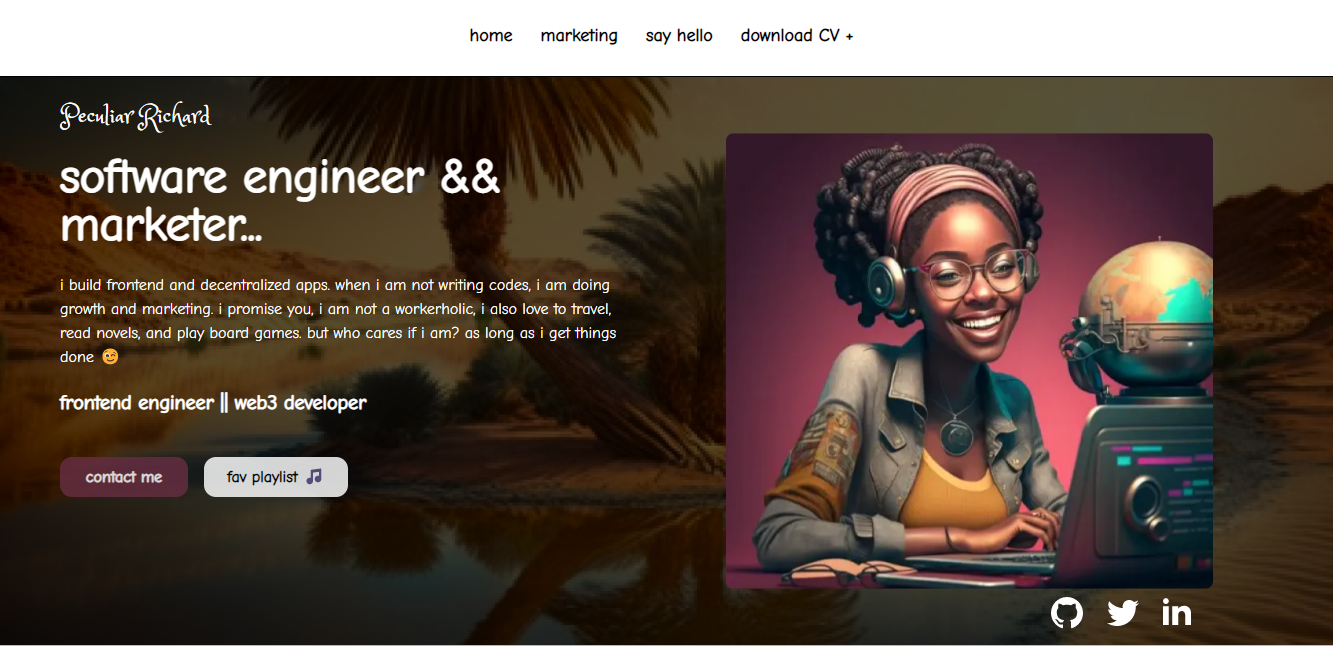 home marketing say hello download CV +
Peculiar Richard
software engineer &&
marketer...
i build frontend and decentralized apps. when i am not writing codes, i am doing
growth and marketing. i promise you, i am not a workerholic, i also love to travel,
read novels, and play board games. but who cares if i am? as long as i get things
done 😉
frontend engineer || web3 developer
contact me
fav playlist 🎵
in